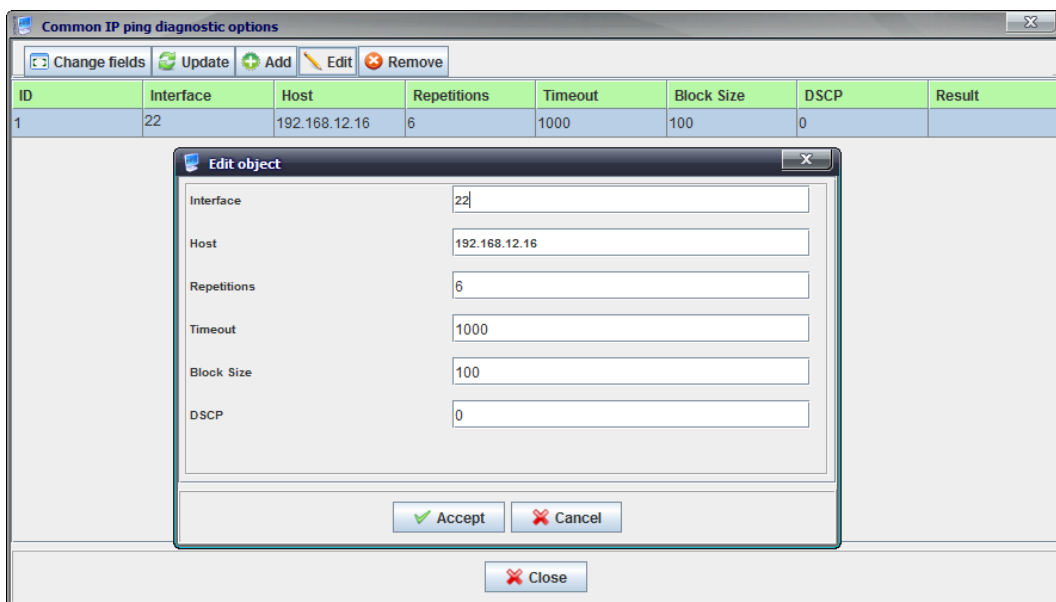 Common IP ping diagnostic options
Change fields Update Add Edit Remove
ID Interface Host Repetitions Timeout Block Size DSCP Result
1 22 192.168.12.16 6 1000 100 0
Edit object
Interface 22
Host 192.168.12.16
Repetitions 6
Timeout 1000
Block Size 100
DSCP 0
Accept Cancel
Close